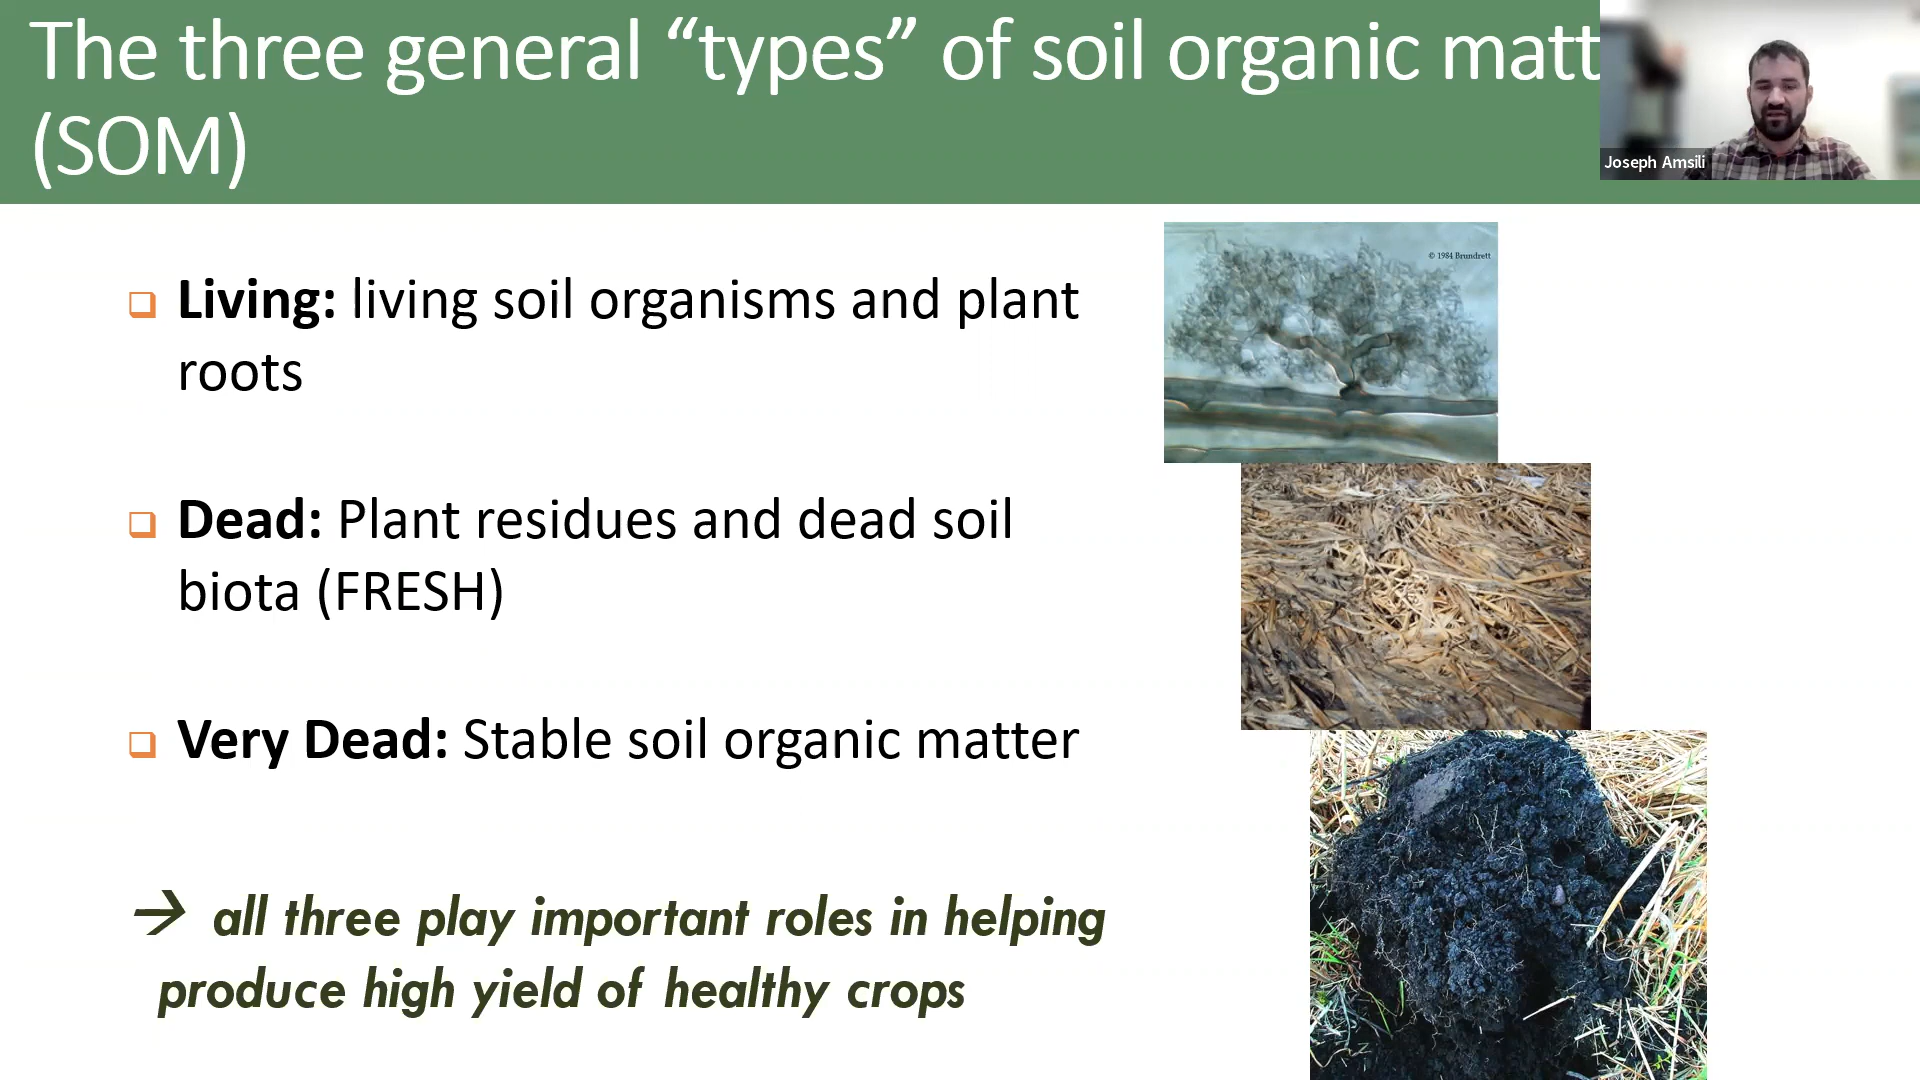 The three general “types” of soil organic matt
(SOM)
Joseph Amsili
© 1984 Brundrett
Living: living soil organisms and plant
roots
Dead: Plant residues and dead soil
biota (FRESH)
Very Dead: Stable soil organic matter
→ all three play important roles in helping
produce high yield of healthy crops